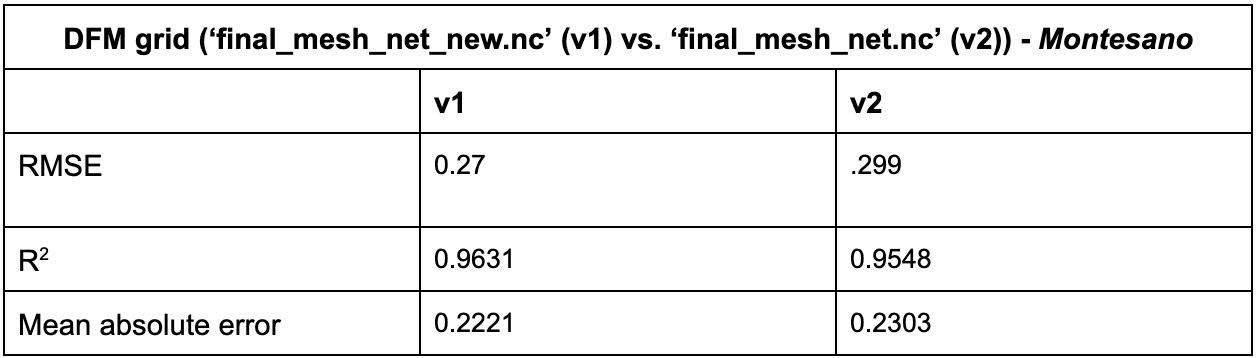 DFM grid (‘final_mesh_net_new.nc’ (v1) vs. ‘final_mesh_net.nc’ (v2)) - Montesano
v1 v2
RMSE 0.27 .299
R² 0.9631 0.9548
Mean absolute error 0.2221 0.2303